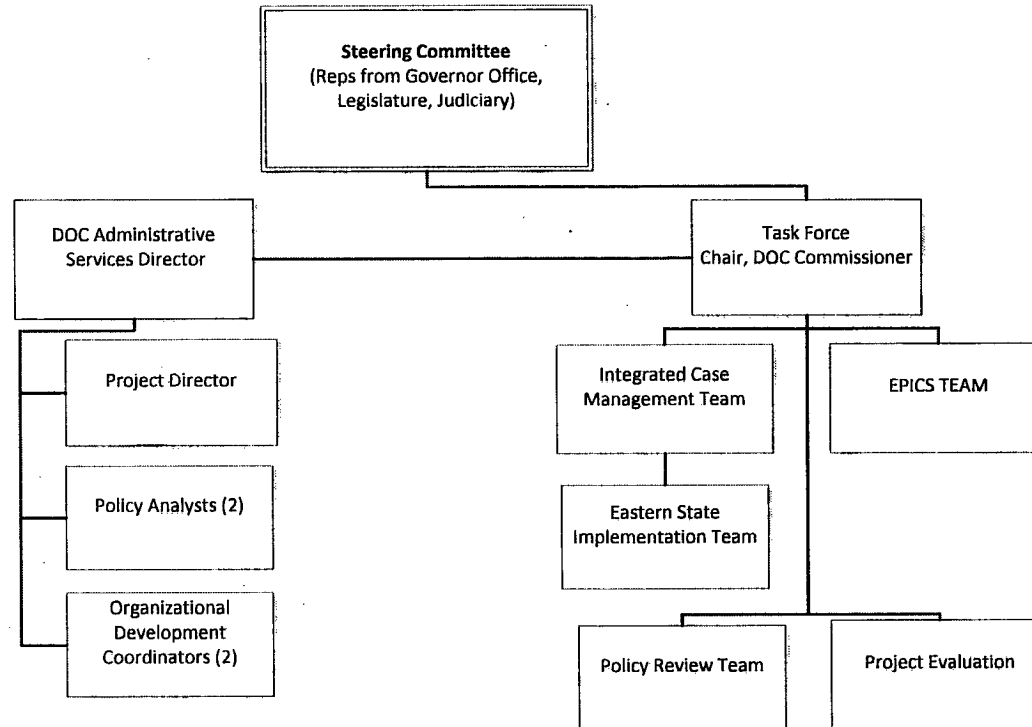 Steering Committee
(Reps from Governor Office,
Legislature, Judiciary)
DOC Administrative
Services Director
Task Force
Chair, DOC Commissioner
Project Director
Integrated Case
Management Team
EPICS TEAM
Policy Analysts (2)
Eastern State
Implementation Team
Organizational
Development
Coordinators (2)
Policy Review Team
Project Evaluation